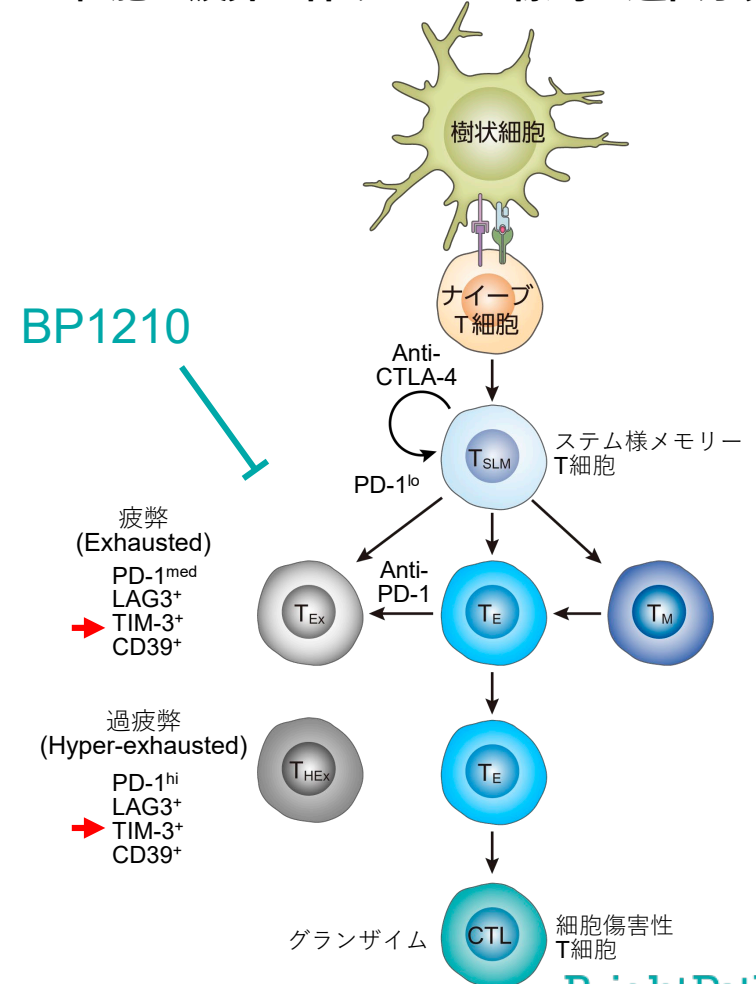 樹状細胞
ナイーブ
T細胞
BP1210
Anti-
CTLA-4
TSLM
ステム様メモリー
T細胞
PD-1lo
疲弊
(Exhausted)
PD-1med
LAG3+
TIM-3+
CD39+
Anti-
PD-1
TEx
TE
TM
過疲弊
(Hyper-exhausted)
PD-1hi
LAG3+
TIM-3+
CD39+
THEx
TE
グランザイム
CTL
細胞傷害性
T細胞